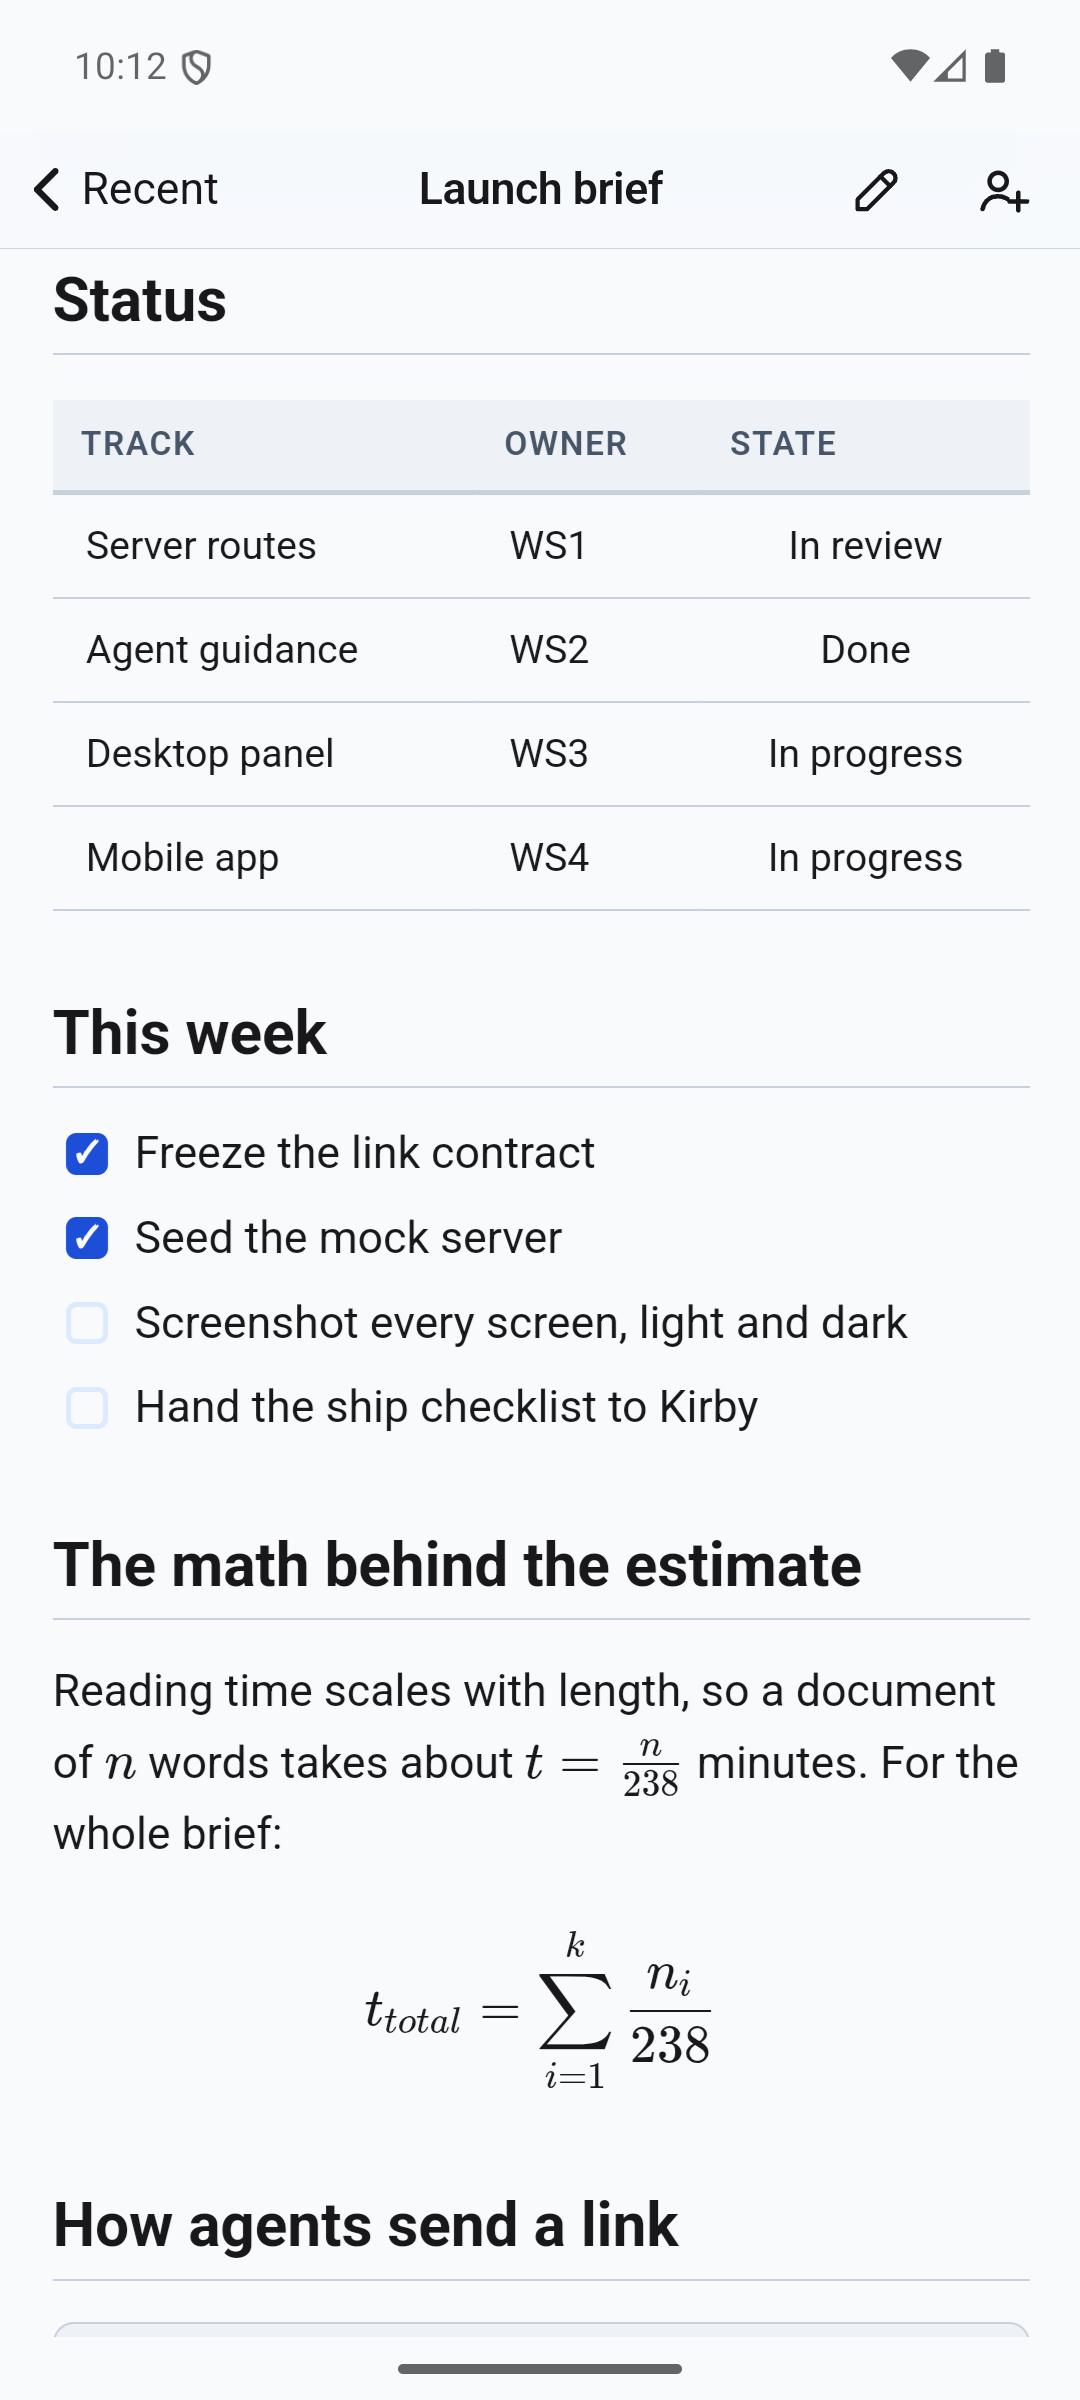 10:12
Recent
Launch brief
Status
TRACK OWNER STATE
Server routes WS1 In review
Agent guidance WS2 Done
Desktop panel WS3 In progress
Mobile app WS4 In progress
This week
Freeze the link contract
Seed the mock server
Screenshot every screen, light and dark
Hand the ship checklist to Kirby
The math behind the estimate
Reading time scales with length, so a document
of n words takes about t = n/238 minutes. For the
whole brief:
t_total = ∑_{i=1}^{k} n_i/238
How agents send a link